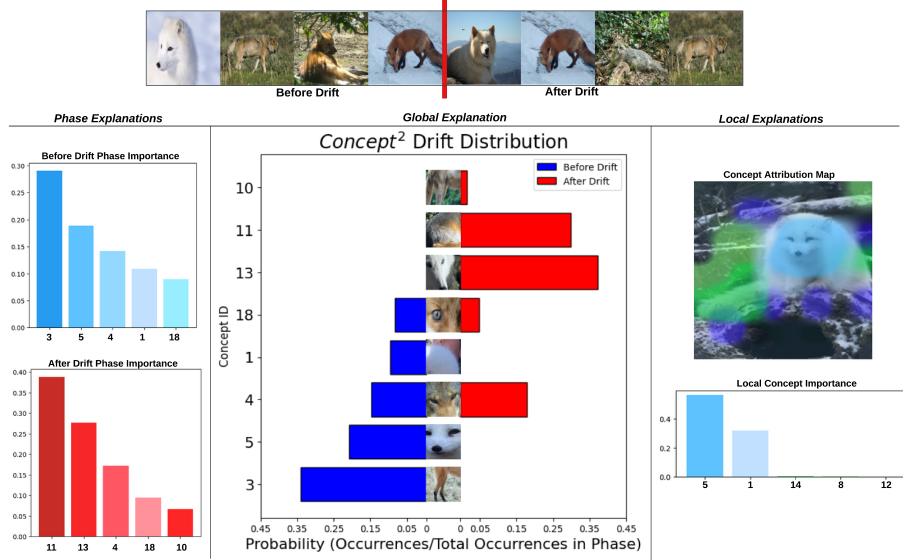 Before Drift
After Drift
Phase Explanations
Global Explanation
Local Explanations
Before Drift Phase Importance
0.30
0.25
0.20
0.15
0.10
0.05
0.00
3 5 4 1 18
After Drift Phase Importance
0.40
0.35
0.30
0.25
0.20
0.15
0.10
0.05
0.00
11 13 4 18 10
Concept² Drift Distribution
Before Drift
After Drift
Concept ID
10
11
13
18
1
4
5
3
0.45 0.35 0.25 0.15 0.05 0 0 0.05 0.15 0.25 0.35 0.45
Probability (Occurrences/Total Occurrences in Phase)
Concept Attribution Map
Local Concept Importance
0.4
0.2
0.0
5 1 14 8 12